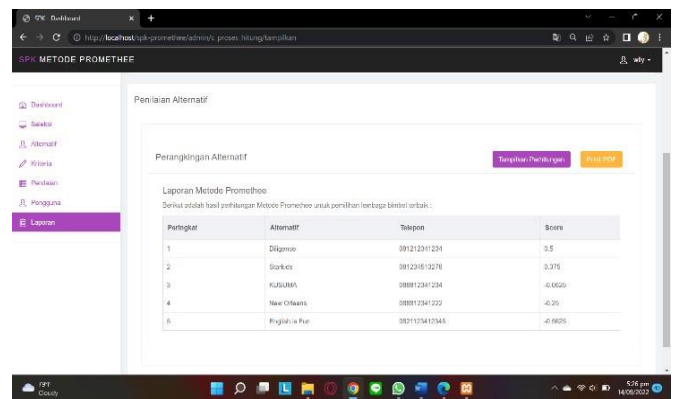 SPK Dashboard
http://localhost/spk-promethee/admin/c_proses_hitung/tampilkan
SPK METODE PROMETHEE
wly
Dashboard
Seleksi
Alternatif
Kriteria
Penilaian
Pengguna
Laporan
Penilaian Alternatif
Perangkingan Alternatif
Tampilkan Perhitungan
Print PDF
Laporan Metode Promethee
Berikut adalah hasil perhitungan Metode Promethee untuk pemilihan lembaga bimbel terbaik :
Peringkat Alternatif Telepon Score
1 Diligence 081212341234 0.5
2 0.375
3 KUSUMA 088812341234 -0.0625
4 New Orleans 088812341222 -0.25
5 English is Fun 0821123412345 -0.5625
79°F
Cloudy
5:26 pm
14/09/2022